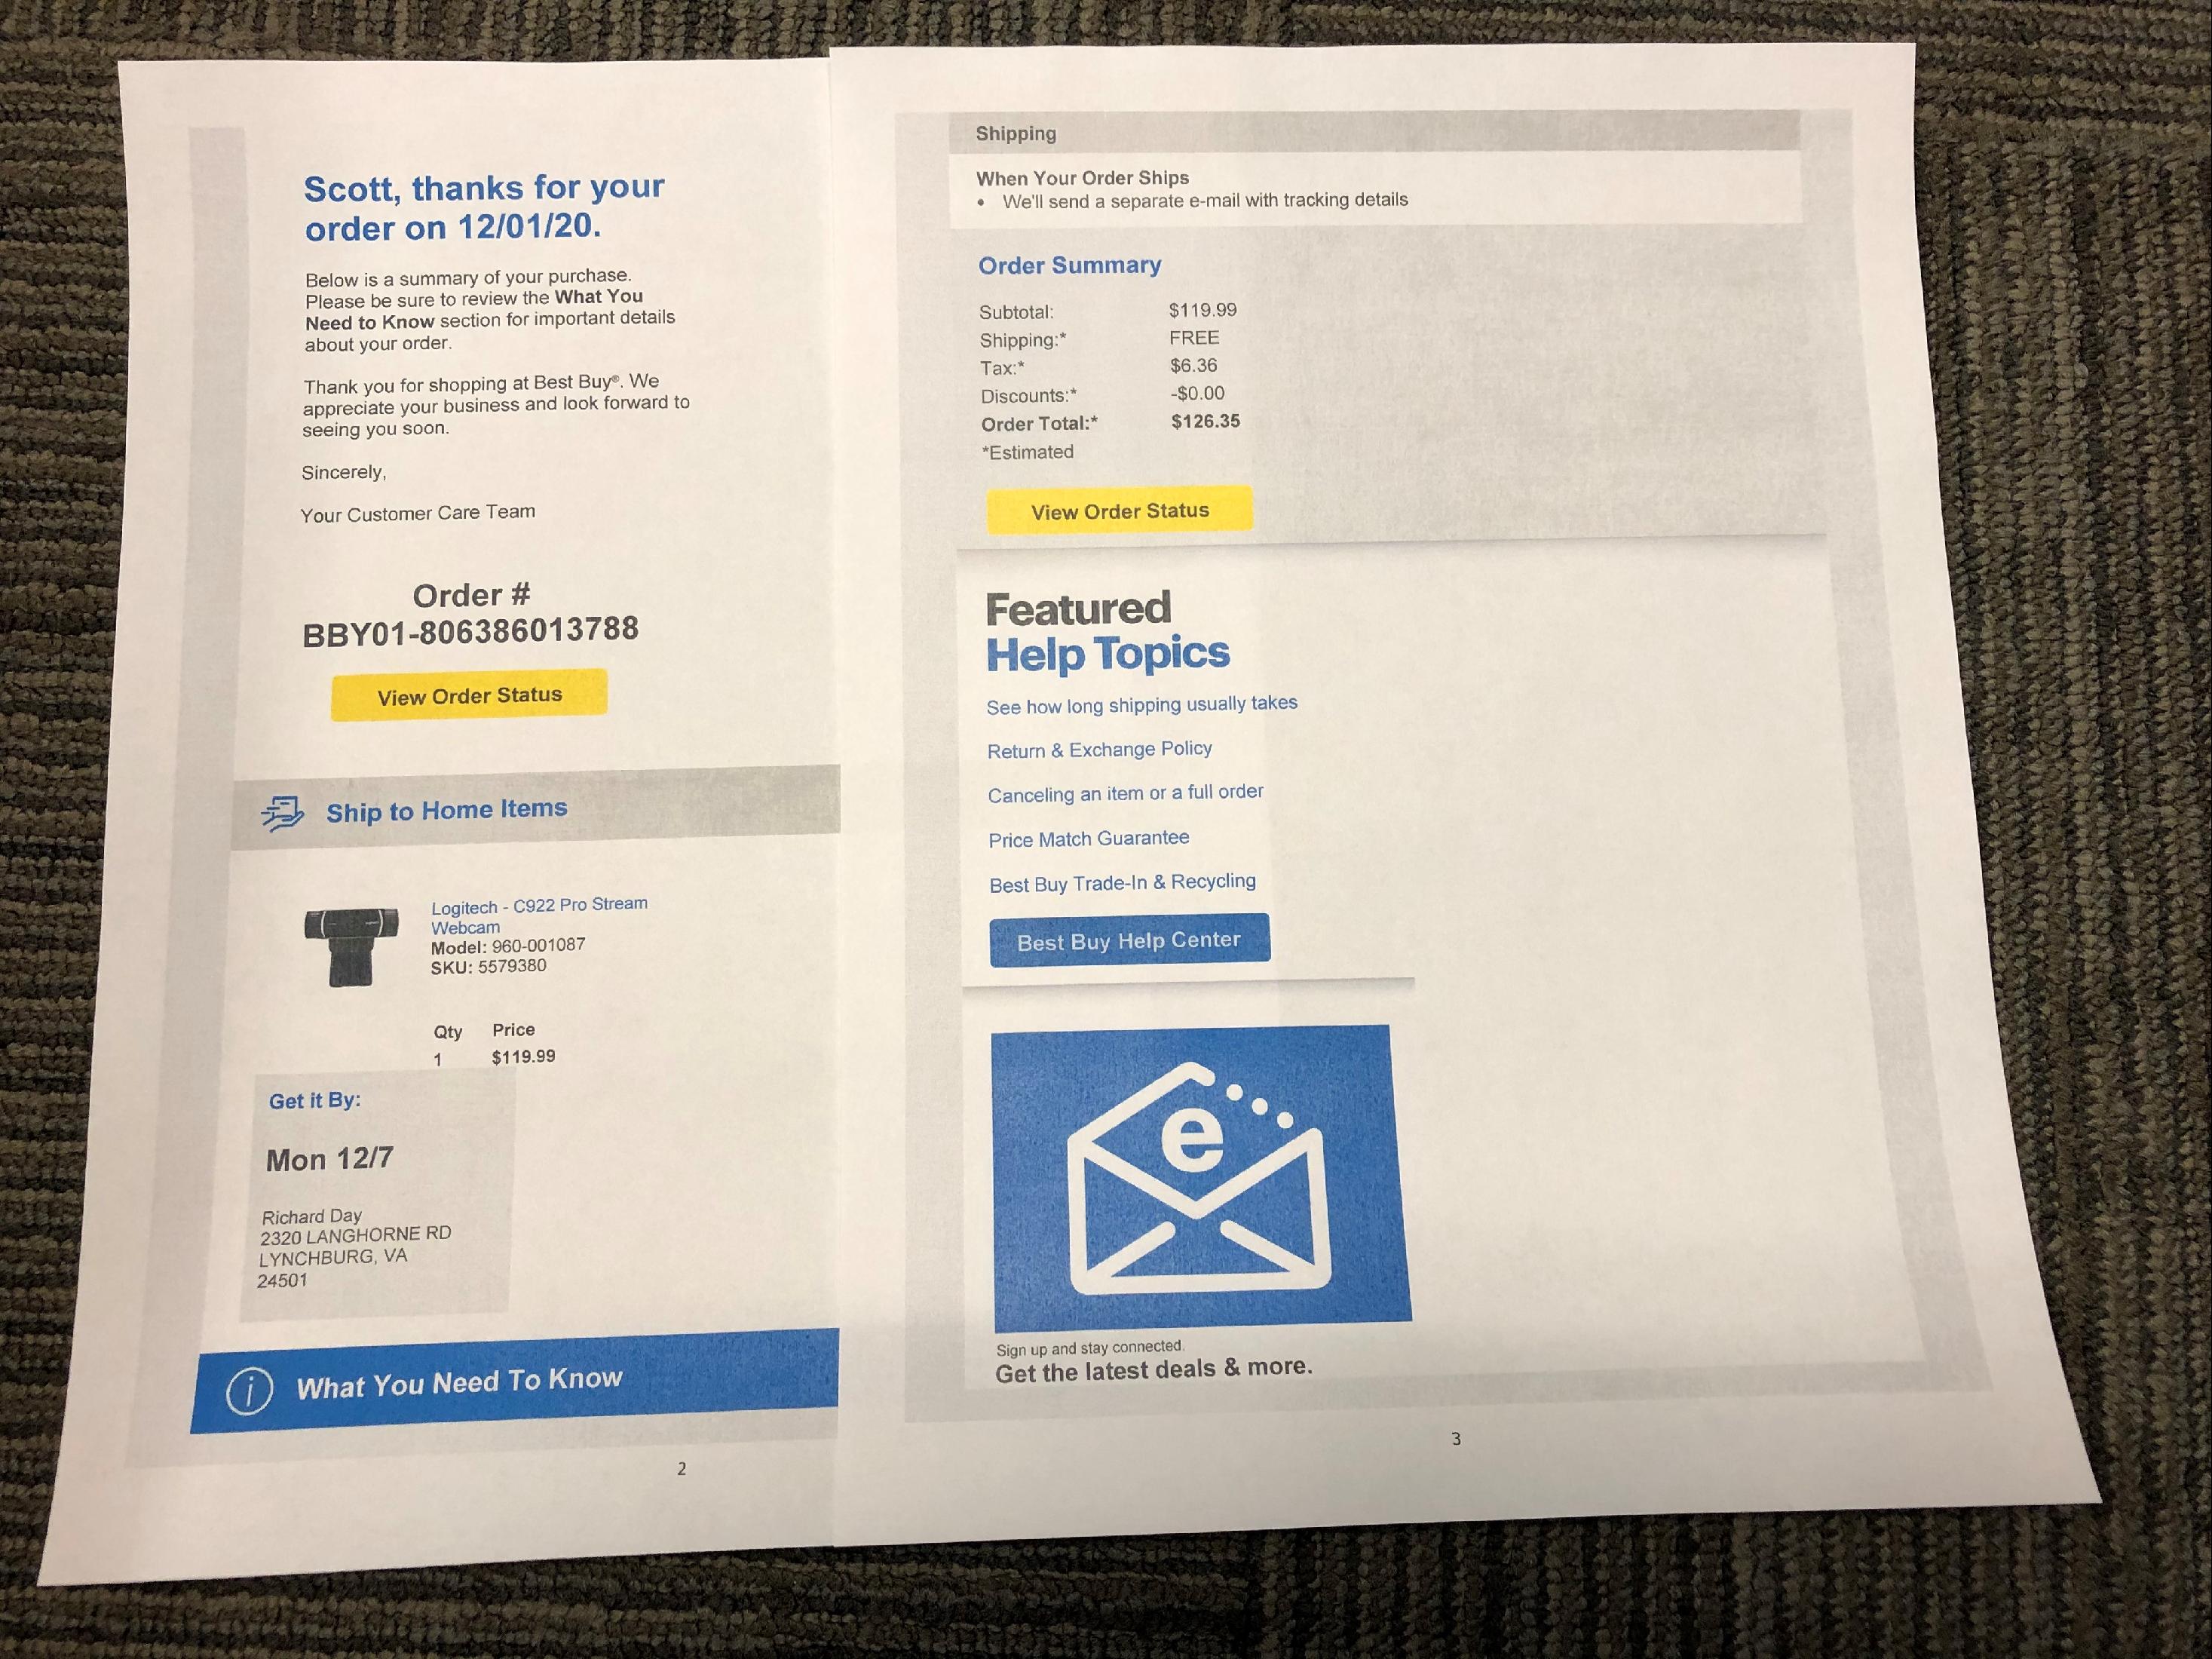 Scott, thanks for your
order on 12/01/20.
Below is a summary of your purchase.
Please be sure to review the What You
Need to Know section for important details
about your order.
Thank you for shopping at Best Buy®. We
appreciate your business and look forward to
seeing you soon.
Sincerely,
Your Customer Care Team
Order #
BBY01-806386013788
View Order Status
Ship to Home Items
Logitech - C922 Pro Stream
Webcam
Model: 960-001087
SKU: 5579380
Qty Price
1 $119.99
Get it By:
Mon 12/7
Richard Day
2320 LANGHORNE RD
LYNCHBURG, VA
24501
What You Need To Know
2
Shipping
When Your Order Ships
• We'll send a separate e-mail with tracking details
Order Summary
Subtotal: $119.99
Shipping:* FREE
Tax:* $6.36
Discounts:* -$0.00
Order Total:* $126.35
*Estimated
View Order Status
Featured
Help Topics
See how long shipping usually takes
Return & Exchange Policy
Canceling an item or a full order
Price Match Guarantee
Best Buy Trade-In & Recycling
Best Buy Help Center
e
Sign up and stay connected.
Get the latest deals & more.
3